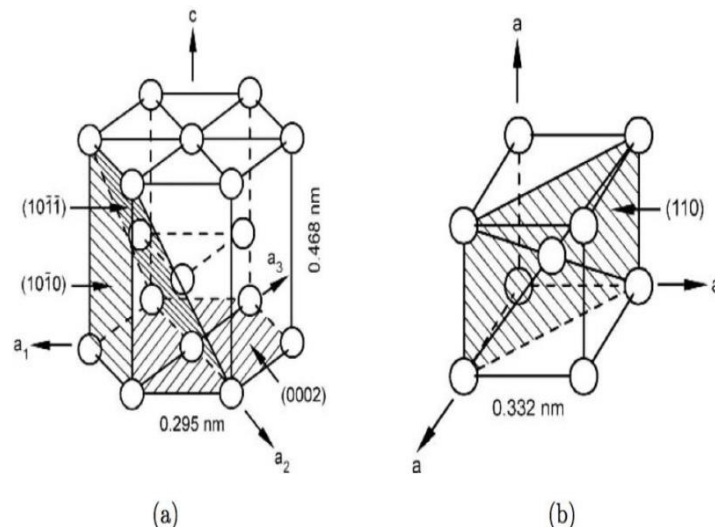 c
a
(101̄1̄)
(101̄0)
a₁
a₃
0.468 nm
(0002)
0.295 nm
a₂
(110)
a
0.332 nm
a
(a)
(b)